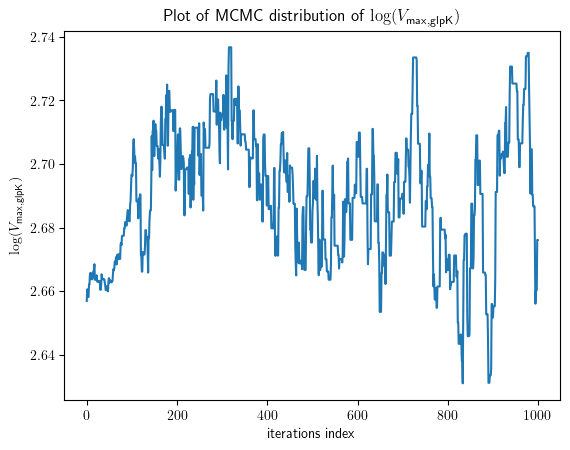 Plot of MCMC distribution of log(V_max,glpK)
log(V_max,glpK)
2.74
2.72
2.70
2.68
2.66
2.64
0 200 400 600 800 1000
iterations index